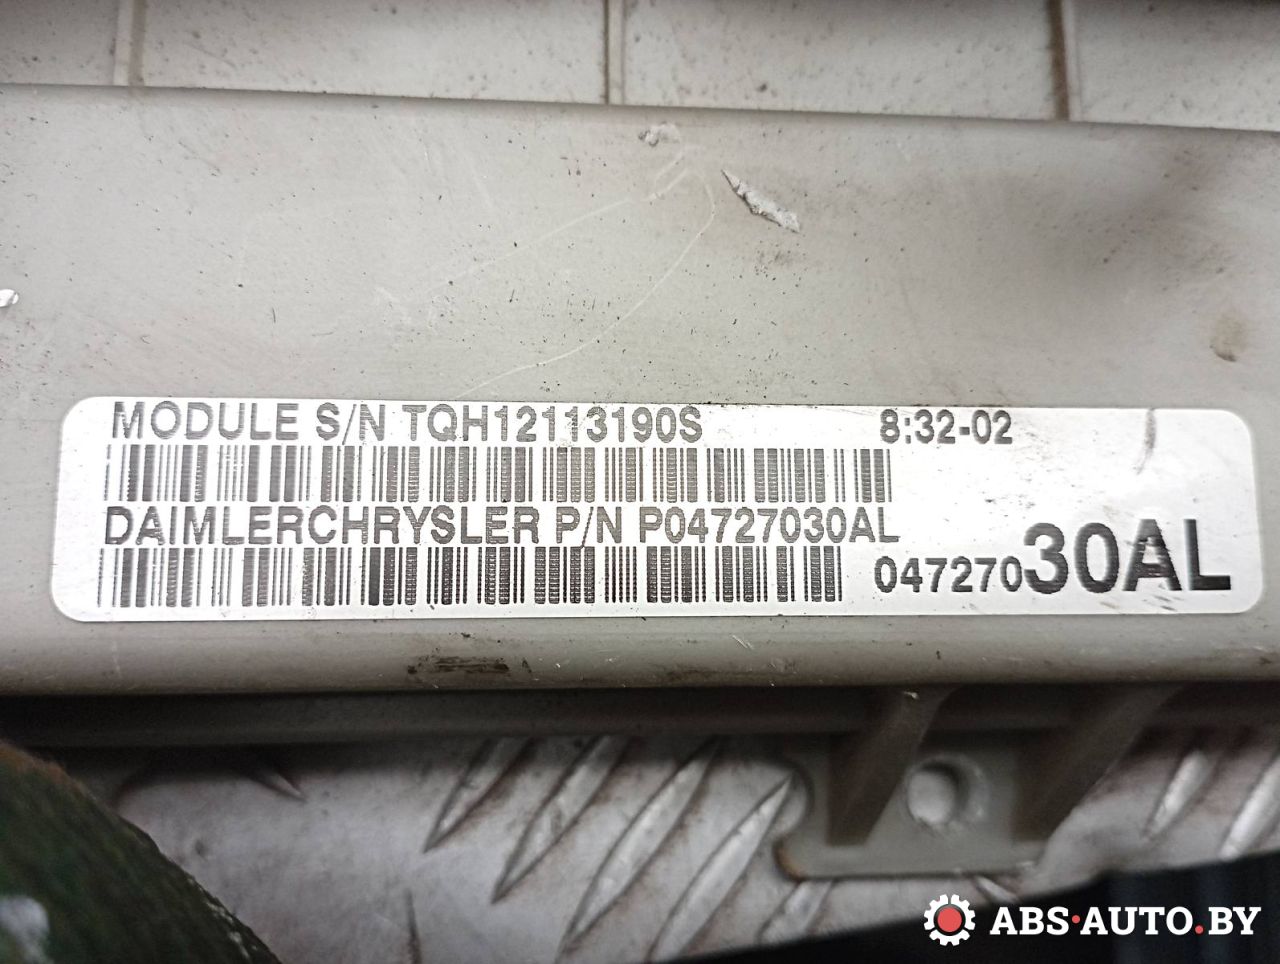 MODULE S/N TQH12113190S 8:32-02
DAIMLERCHRYSLER P/N P04727030AL
04727030AL
ABS·AUTO.BY